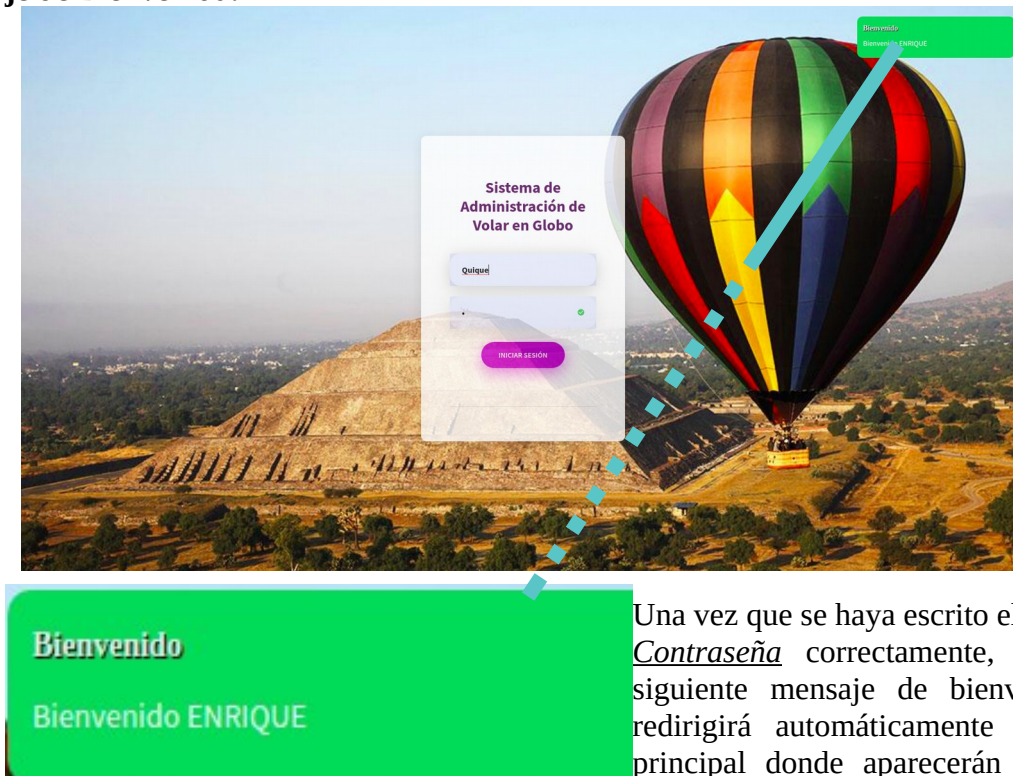 Bienvenido
Bienvenido ENRIQUE
Sistema de
Administración de
Volar en Globo
Quique
INICIAR SESIÓN
Bienvenido
Bienvenido ENRIQUE
Una vez que se haya escrito el
Contraseña correctamente,
siguiente mensaje de bienv
redirigirá automáticamente
principal donde aparecerán